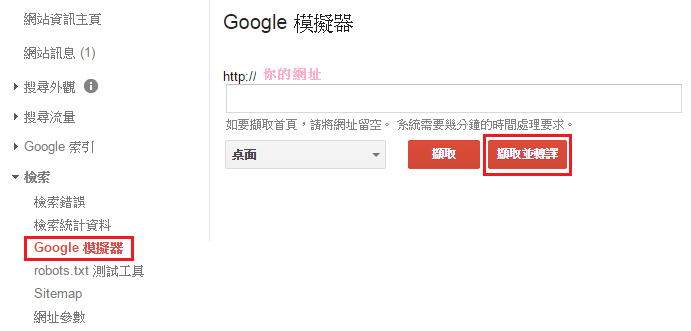 網站資訊主頁
網站訊息 (1)
搜尋外觀
搜尋流量
Google 索引
檢索
檢索錯誤
檢索統計資料
Google 模擬器
robots.txt 測試工具
Sitemap
網址參數
Google 模擬器
http:// 你的網址
如要擷取首頁，請將網址留空。 系統需要幾分鐘的時間處理要求。
桌面
擷取
擷取並轉譯